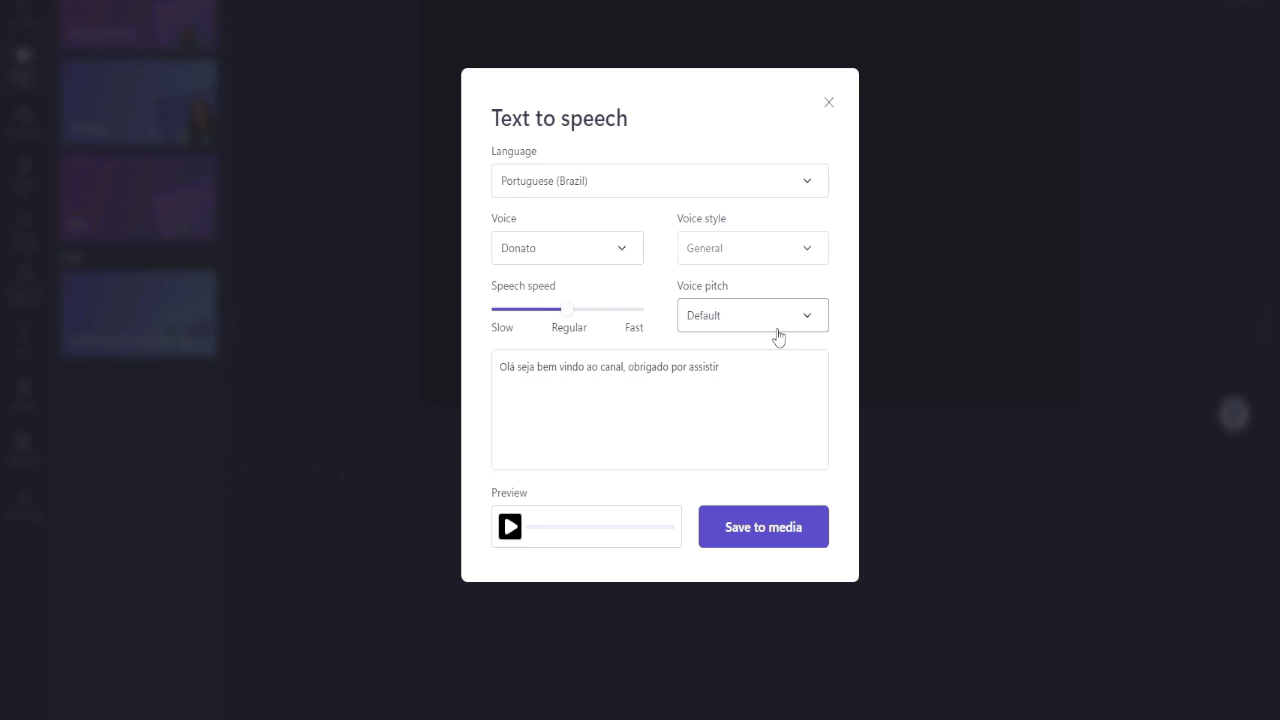 Text to speech
Language
Portuguese (Brazil)
Voice
Voice style
Donato
General
Speech speed
Voice pitch
Default
Slow
Regular
Fast
Olá seja bem vindo ao canal, obrigado por assistir
Preview
Save to media